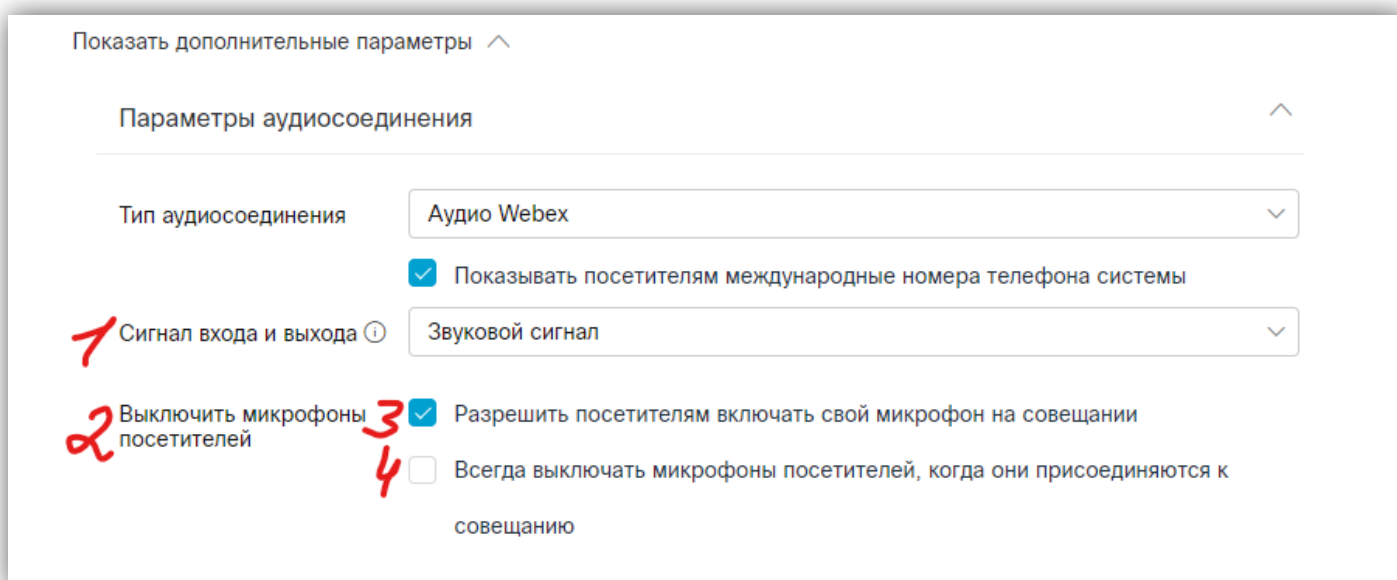 Показать дополнительные параметры
Параметры аудиосоединения
Тип аудиосоединения
Аудио Webex
Показывать посетителям международные номера телефона системы
1 Сигнал входа и выхода
Звуковой сигнал
2 Выключить микрофоны
посетителей
3 Разрешить посетителям включать свой микрофон на совещании
4 Всегда выключать микрофоны посетителей, когда они присоединяются к
совещанию